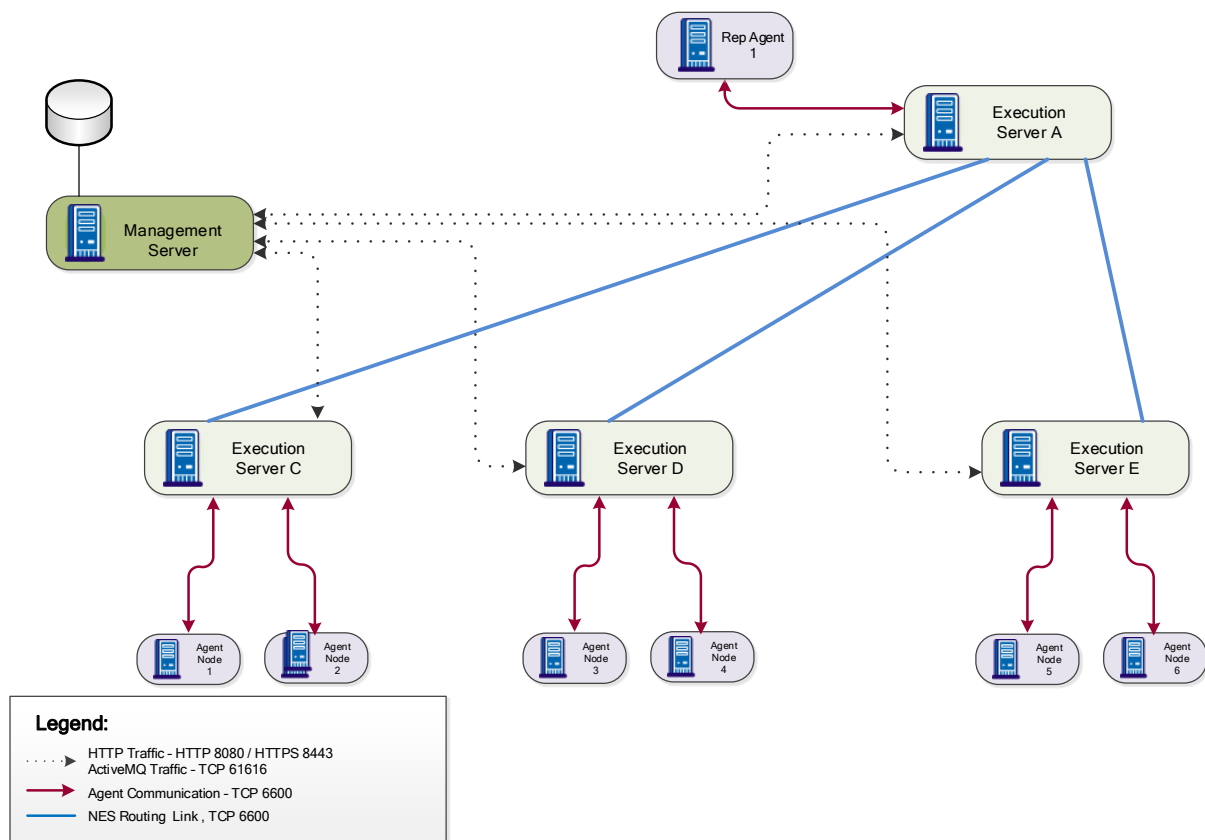 Rep Agent
1
Execution
Server A
Management
Server
Execution
Server C
Execution
Server D
Execution
Server E
Agent
Node
1
Agent
Node
2
Agent
Node
3
Agent
Node
4
Agent
Node
5
Agent
Node
6
Legend:
HTTP Traffic - HTTP 8080 / HTTPS 8443
ActiveMQ Traffic - TCP 61616
Agent Communication - TCP 6600
NES Routing Link , TCP 6600